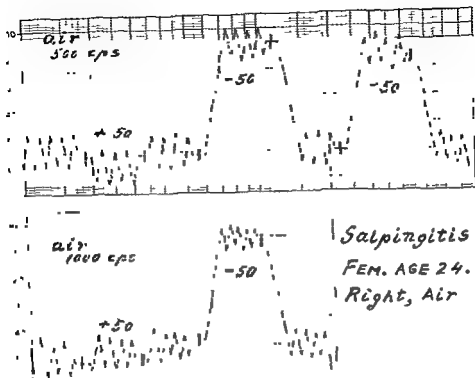 10
air
500 cps
-50
-50
+50
air
1000 cps
-50
+50
Salpingitis
FEM. AGE 24.
Right, Air